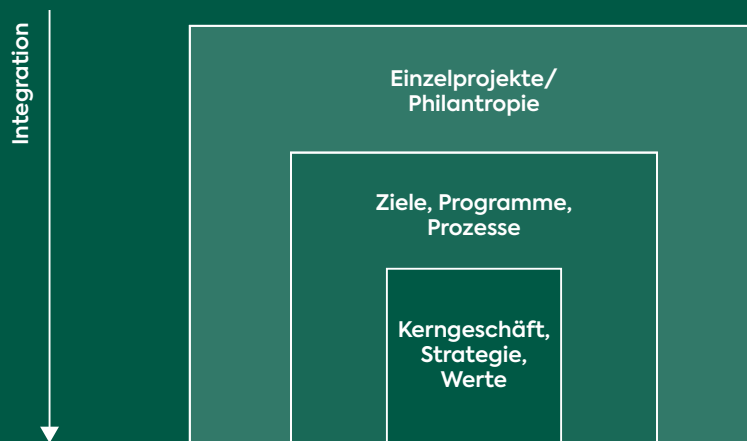 Integration
Einzelprojekte/
Philantropie
Ziele, Programme,
Prozesse
Kerngeschäft,
Strategie,
Werte